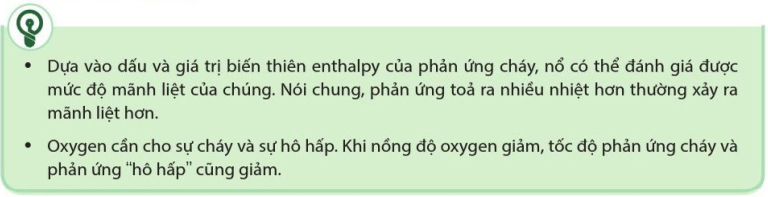 • Dựa vào dấu và giá trị biến thiên enthalpy của phản ứng cháy, nổ có thể đánh giá được
mức độ mãnh liệt của chúng. Nói chung, phản ứng toả ra nhiều nhiệt hơn thường xảy ra
mãnh liệt hơn.
• Oxygen cần cho sự cháy và sự hô hấp. Khi nồng độ oxygen giảm, tốc độ phản ứng cháy và
phản ứng “hô hấp” cũng giảm.